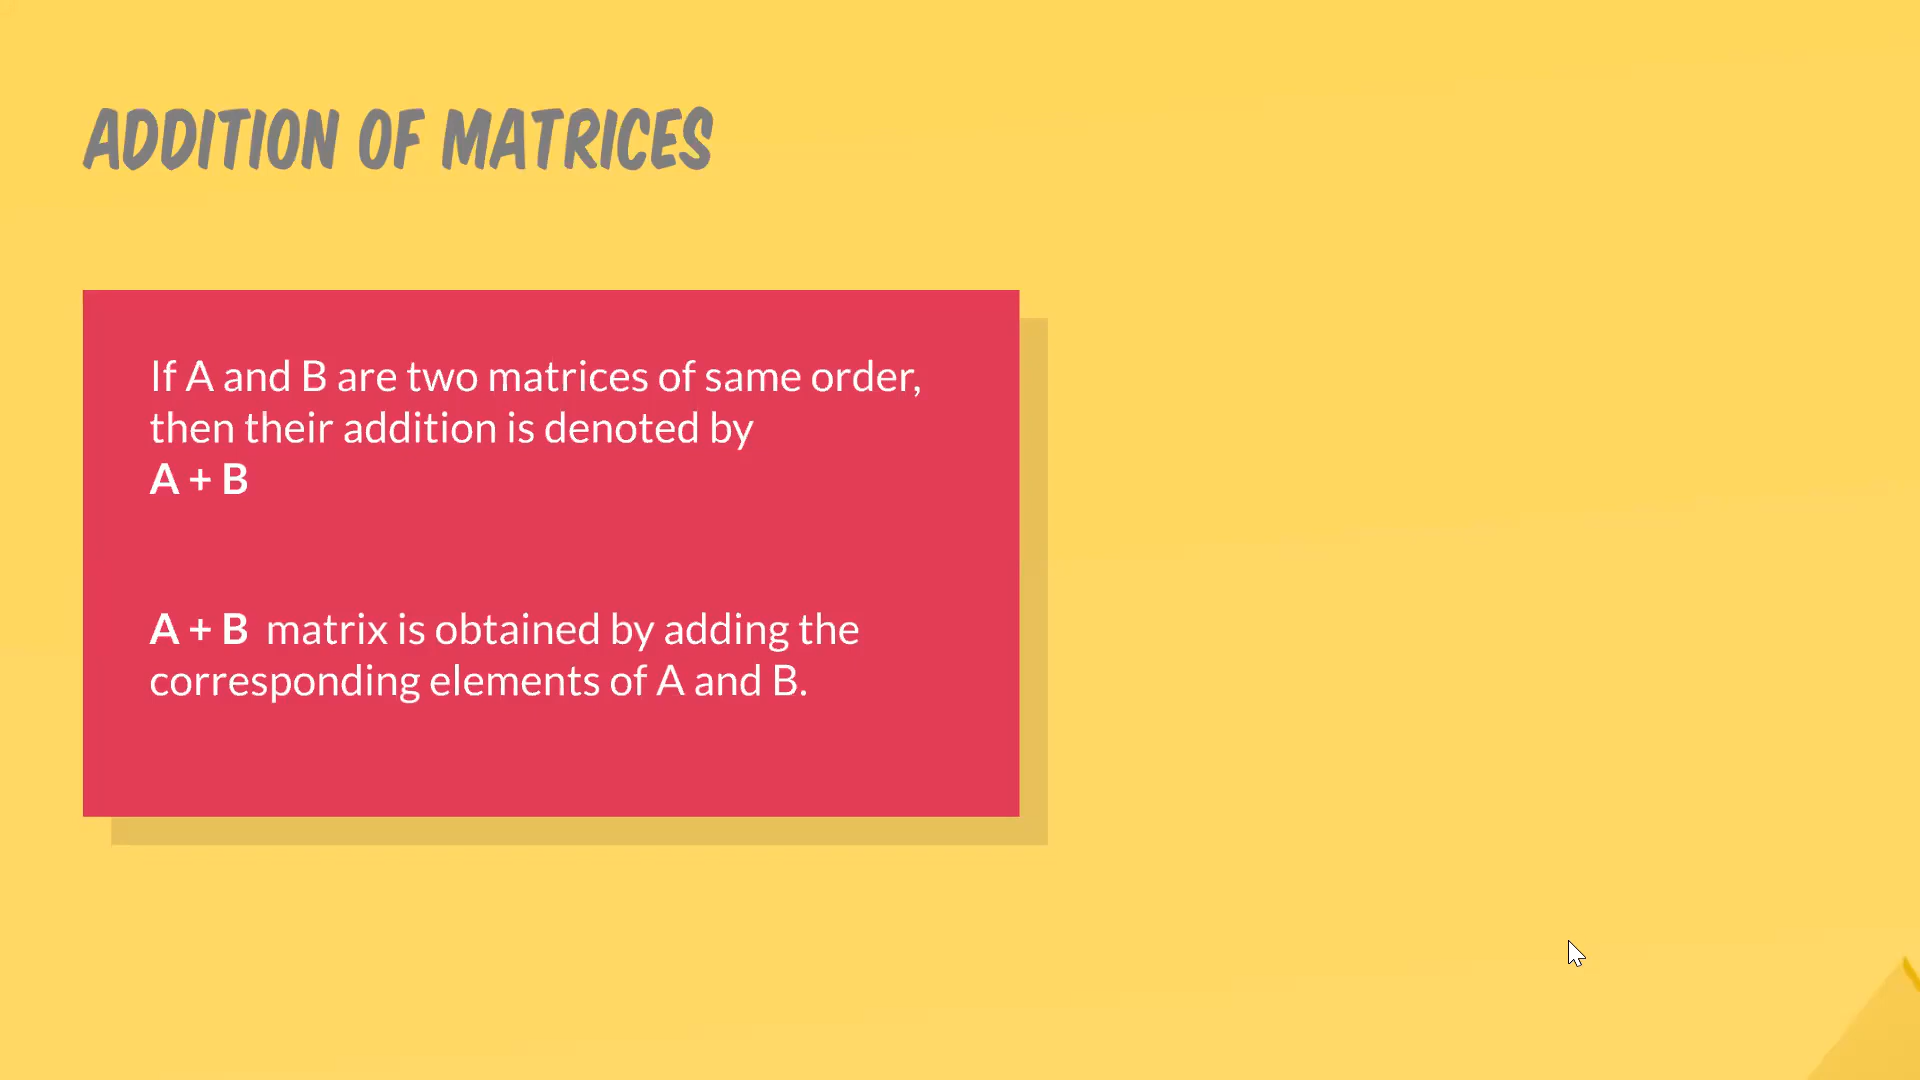 ADDITION OF MATRICES
If A and B are two matrices of same order,
then their addition is denoted by
A + B
A + B matrix is obtained by adding the
corresponding elements of A and B.